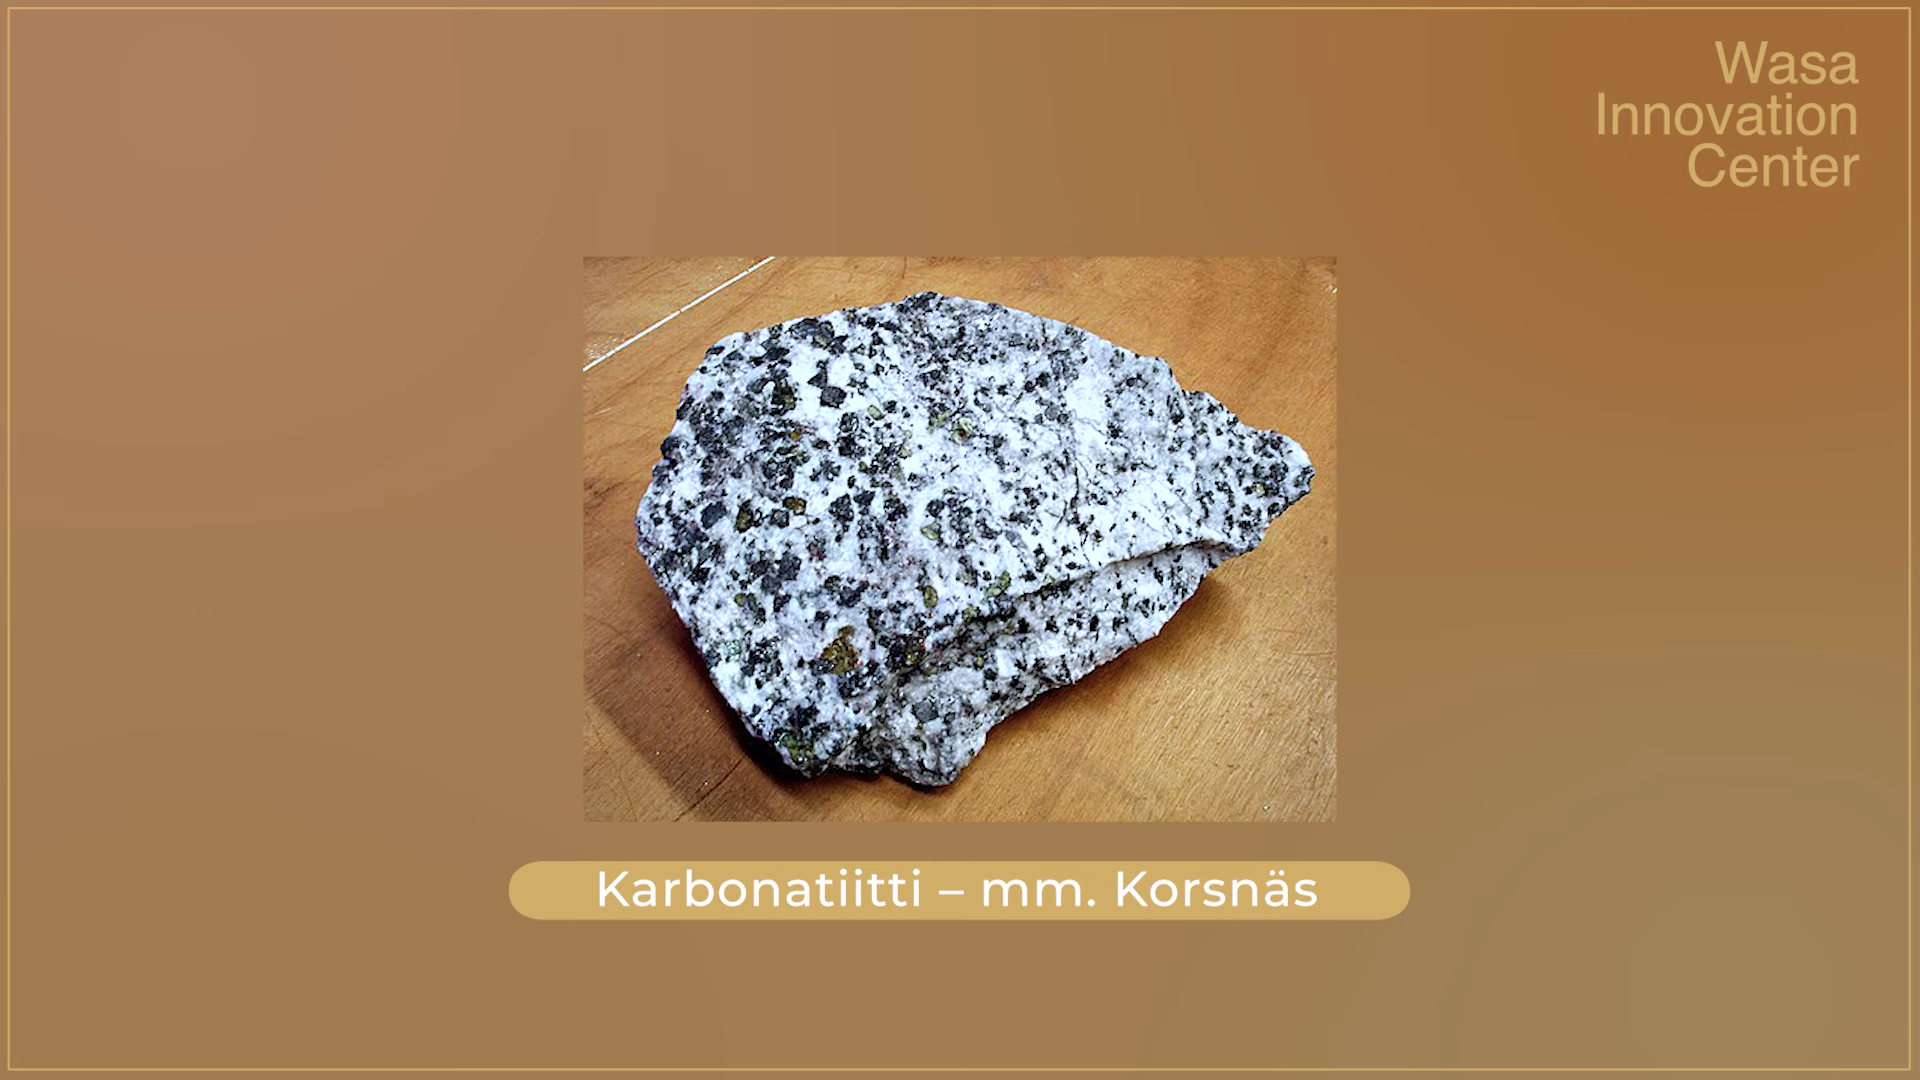 Wasa
Innovation
Center
Karbonatiitti – mm. Korsnäs